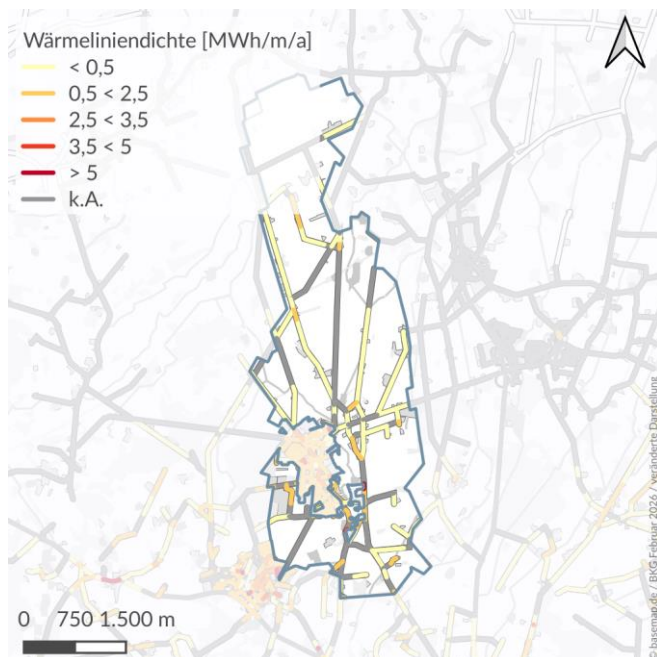 Wärmeliniendichte [MWh/m/a]
< 0,5
0,5 < 2,5
2,5 < 3,5
3,5 < 5
> 5
k.A.
0 750 1.500 m
© basemap.de / BKG Februar 2026 / veränderte Darstellung